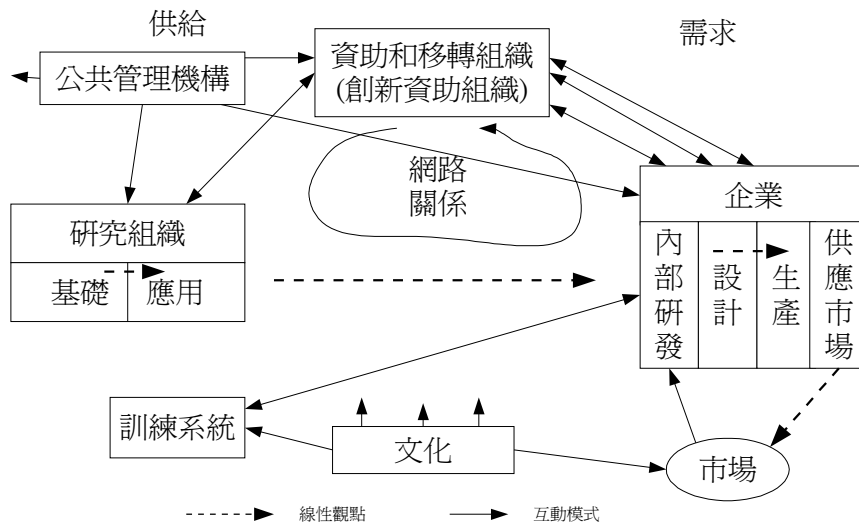 供給
需求
公共管理機構
資助和移轉組織
(創新資助組織)
網路
關係
企業
研究組織
基礎
應用
內部研發
設計
生產
供應市場
訓練系統
文化
市場
線性觀點
互動模式